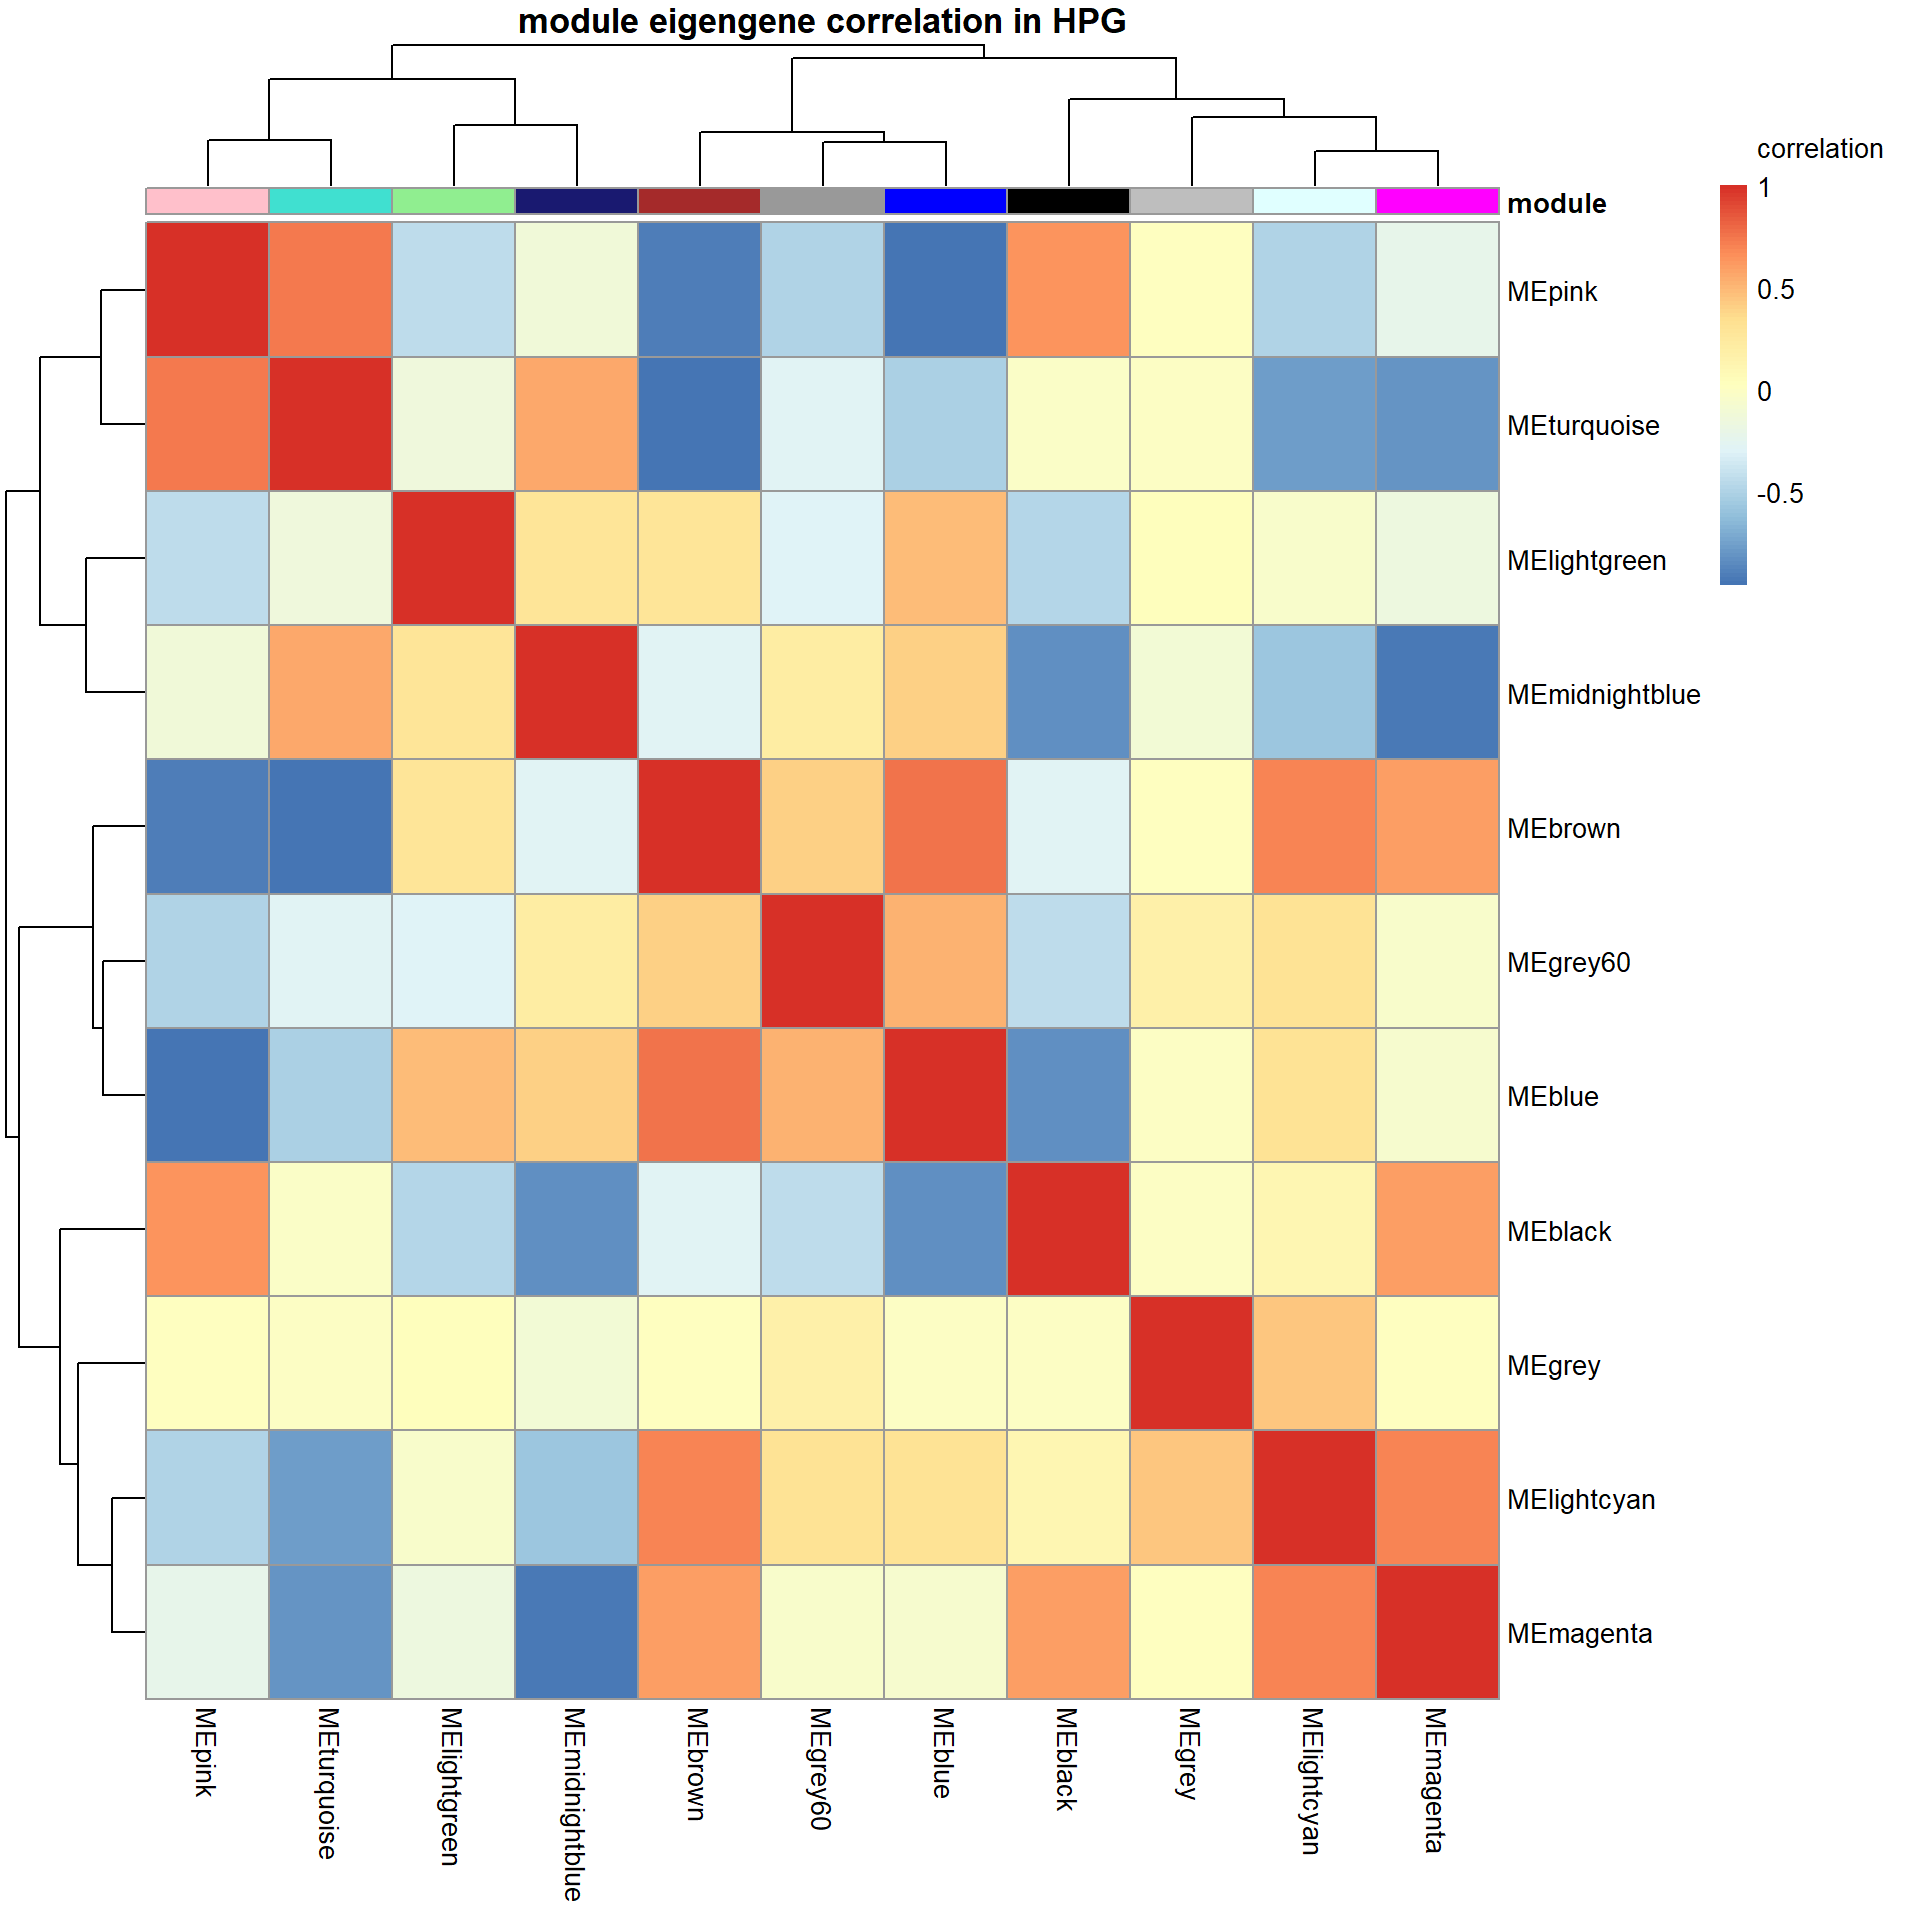 module eigengene correlation in HPG
correlation
1
0.5
0
-0.5
module
MEpink
MEturquoise
MElightgreen
MEmidnightblue
MEbrown
MEgrey60
MEblue
MEblack
MEgrey
MElightcyan
MEmagenta
MEpink
MEturquoise
MElightgreen
MEmidnightblue
MEbrown
MEgrey60
MEblue
MEblack
MEgrey
MElightcyan
MEmagenta